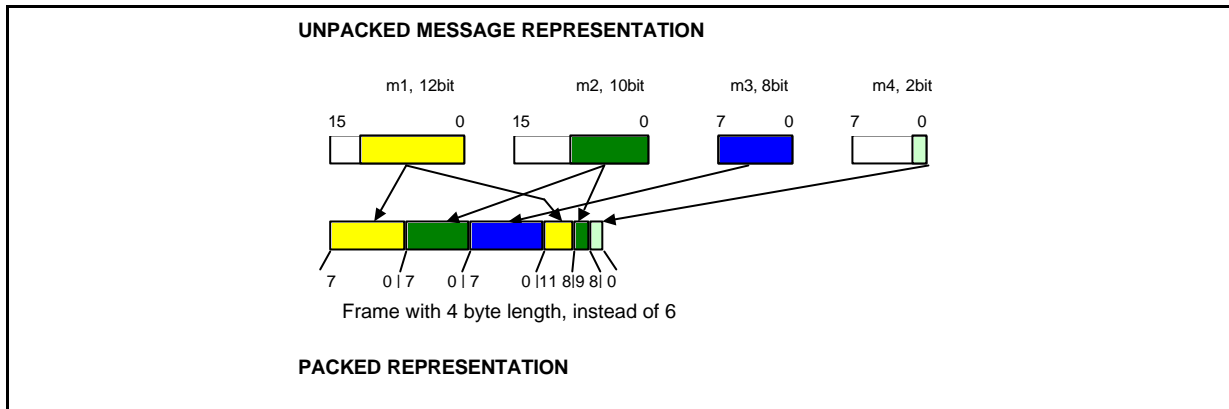 UNPACKED MESSAGE REPRESENTATION
m1, 12bit m2, 10bit m3, 8bit m4, 2bit
15 0 15 0 7 0 7 0
7 0 | 7 0 | 7 0 |11 8|9 8| 0
Frame with 4 byte length, instead of 6
PACKED REPRESENTATION